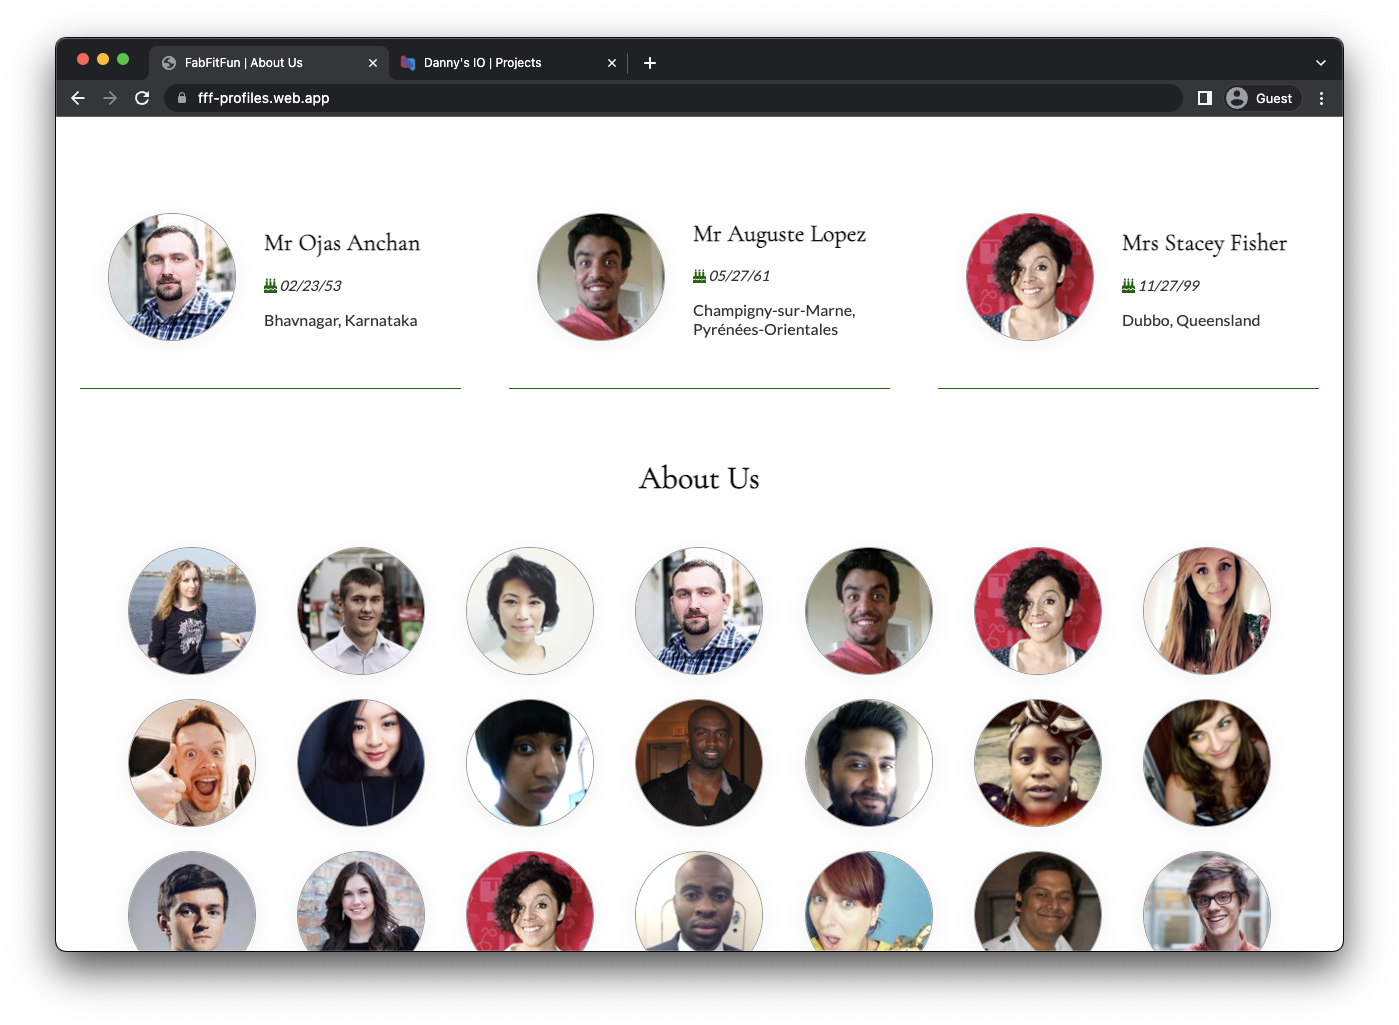 FabFitFun | About Us
Danny's IO | Projects
fff-profiles.web.app
Guest
Mr Ojas Anchan
02/23/53
Bhavnagar, Karnataka
Mr Auguste Lopez
05/27/61
Champigny-sur-Marne,
Pyrénées-Orientales
Mrs Stacey Fisher
11/27/99
Dubbo, Queensland
About Us